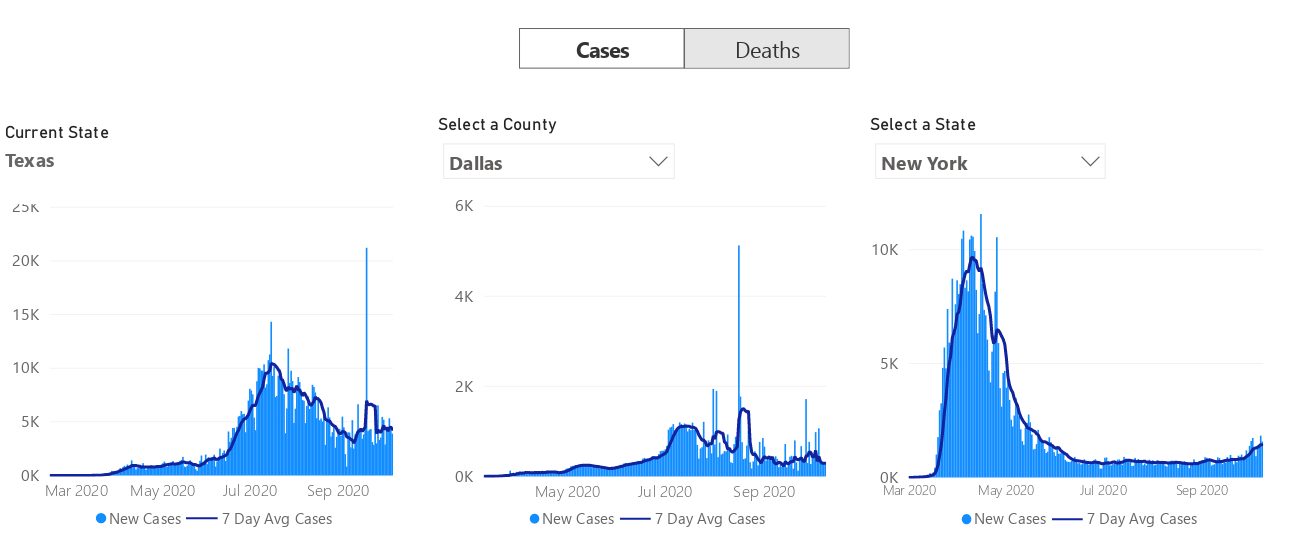 Cases
Deaths
Current State
Texas
25K
20K
15K
10K
5K
0K
Mar 2020 May 2020 Jul 2020 Sep 2020
New Cases 7 Day Avg Cases
Select a County
Dallas
6K
4K
2K
0K
May 2020 Jul 2020 Sep 2020
New Cases 7 Day Avg Cases
Select a State
New York
10K
5K
0K
Mar 2020 May 2020 Jul 2020 Sep 2020
New Cases 7 Day Avg Cases